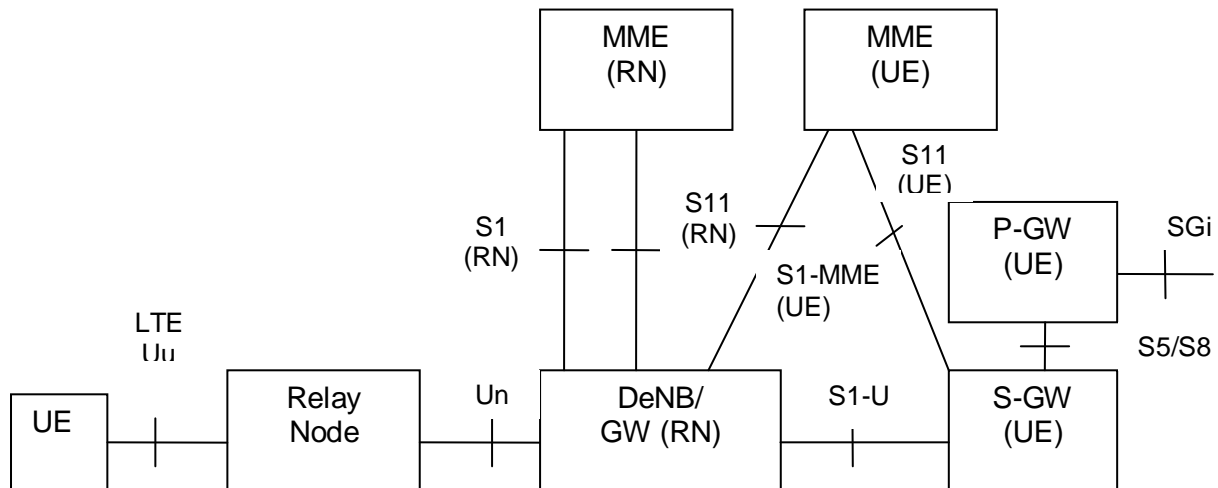 MME
(RN)
MME
(UE)
S11
(UE)
S1
(RN)
S11
(RN)
S1-MME
(UE)
P-GW
(UE)
SGi
S5/S8
LTE
Uu
UE
Relay
Node
Un
DeNB/
GW (RN)
S1-U
S-GW
(UE)